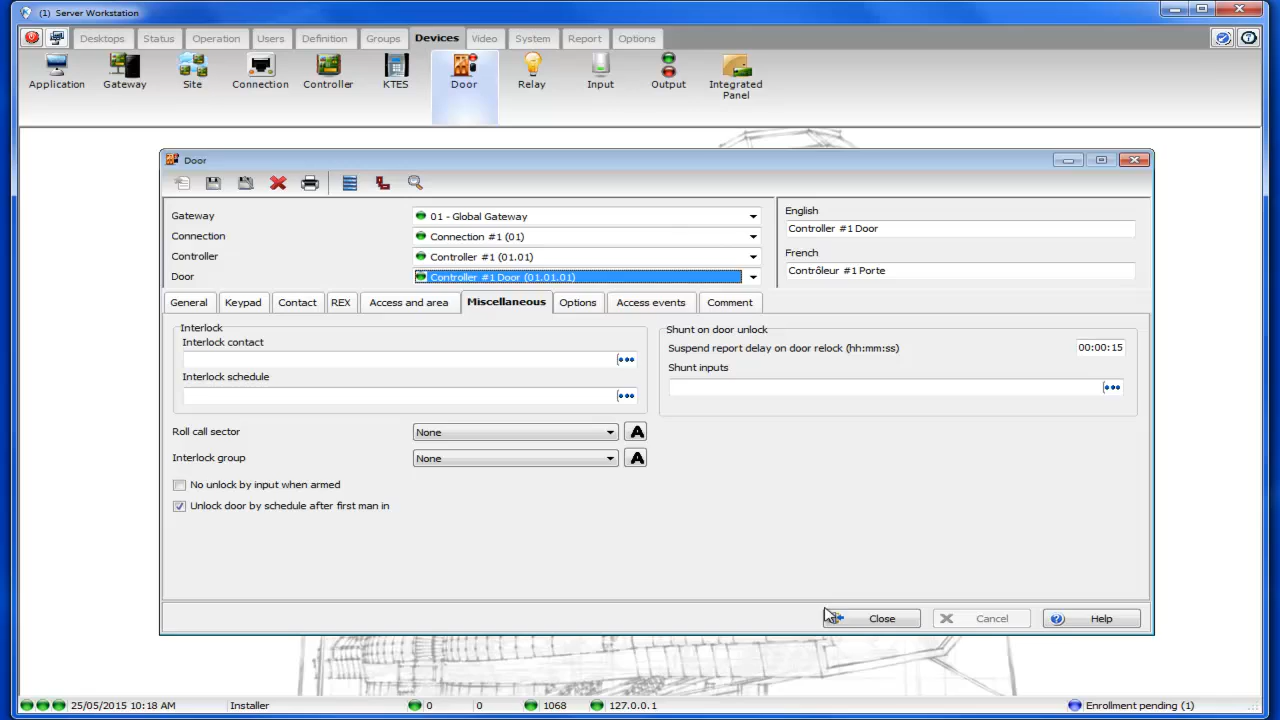 (1) Server Workstation
Desktops Status Operation Users Definition Groups Devices Video System Report Options
Application Gateway Site Connection Controller KTES Door Relay Input Output Integrated Panel
Door
Gateway 01 - Global Gateway
Connection Connection #1 (01)
Controller Controller #1 (01.01)
Door Controller #1 Door (01.01.01)
English
Controller #1 Door
French
Contrôleur #1 Porte
General Keypad Contact REX Access and area Miscellaneous Options Access events Comment
Interlock
Interlock contact
Interlock schedule
Shunt on door unlock
Suspend report delay on door relock (hh:mm:ss) 00:00:15
Shunt inputs
Roll call sector None A
Interlock group None A
No unlock by input when armed
Unlock door by schedule after first man in
Close Cancel Help
25/05/2015 10:18 AM Installer 0 0 1068 127.0.0.1 Enrollment pending (1)